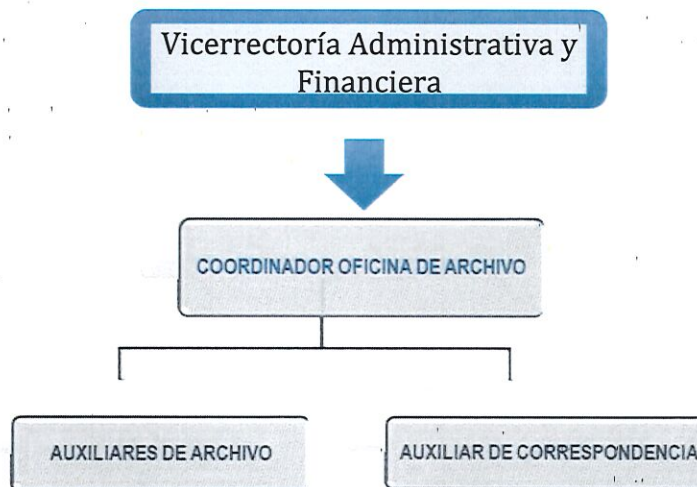 Vicerrectoría Administrativa y
Financiera
COORDINADOR OFICINA DE ARCHIVO
AUXILIARES DE ARCHIVO
AUXILIAR DE CORRESPONDENCIA